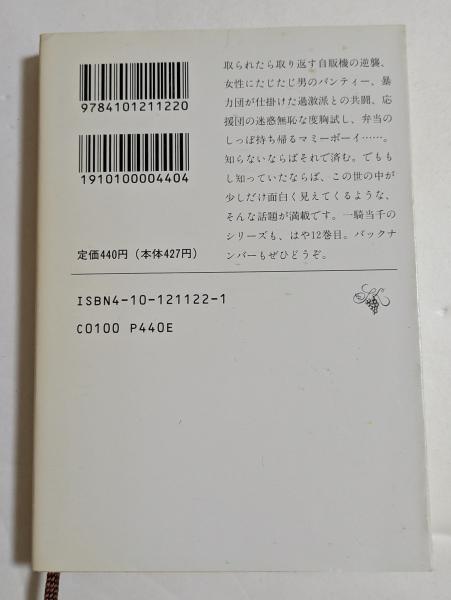 9784101211220
1910100004404
定価440円(本体427円)
ISBN4-10-121122-1
C0100 P440E
取られたら取り返す自販機の逆襲、
女性にたじたじ男のパンティー、暴
力団が仕掛けた過激派との共闘、応
援団の迷惑無恥な度胸試し、弁当の
しっぽ持ち帰るマミーボーイ……。
知らないならばそれで済む。でもも
し知っていたならば、この世の中が
少しだけ面白く見えてくるような、
そんな話題が満載です。一騎当千の
シリーズも、はや12巻目。バックナ
ンバーもぜひどうぞ。